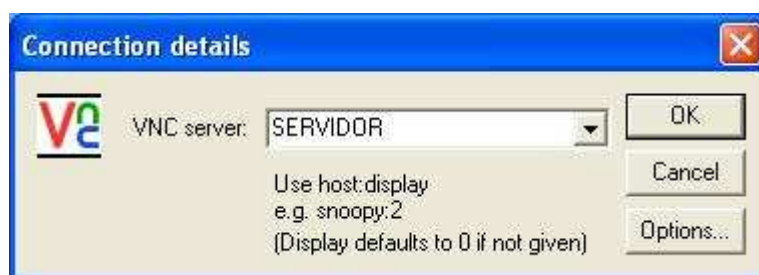 Connection details
VNC
VNC server: SERVIDOR
OK
Use host:display
e.g. snoopy:2
(Display defaults to 0 if not given)
Cancel
Options...